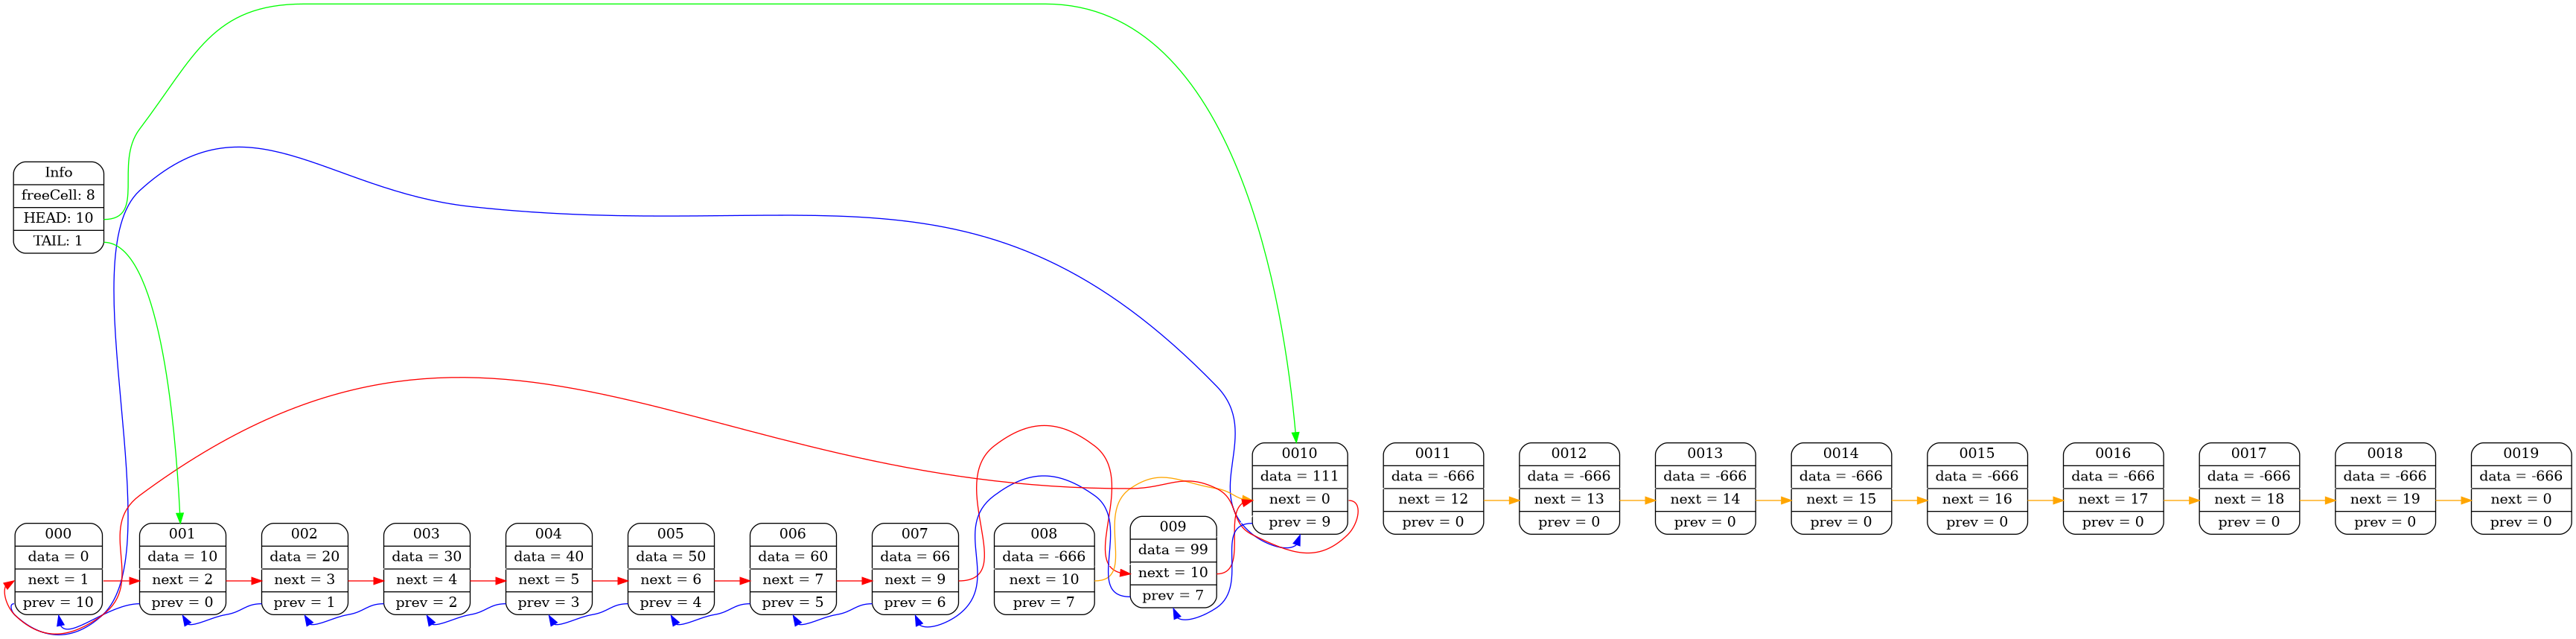 Info
freeCell: 8
HEAD: 10
TAIL: 1
000
data = 0
next = 1
prev = 10
001
data = 10
next = 2
prev = 0
002
data = 20
next = 3
prev = 1
003
data = 30
next = 4
prev = 2
004
data = 40
next = 5
prev = 3
005
data = 50
next = 6
prev = 4
006
data = 60
next = 7
prev = 5
007
data = 66
next = 9
prev = 6
008
data = -666
next = 10
prev = 7
009
data = 99
next = 10
prev = 7
0010
data = 111
next = 0
prev = 9
0011
data = -666
next = 12
prev = 0
0012
data = -666
next = 13
prev = 0
0013
data = -666
next = 14
prev = 0
0014
data = -666
next = 15
prev = 0
0015
data = -666
next = 16
prev = 0
0016
data = -666
next = 17
prev = 0
0017
data = -666
next = 18
prev = 0
0018
data = -666
next = 19
prev = 0
0019
data = -666
next = 0
prev = 0